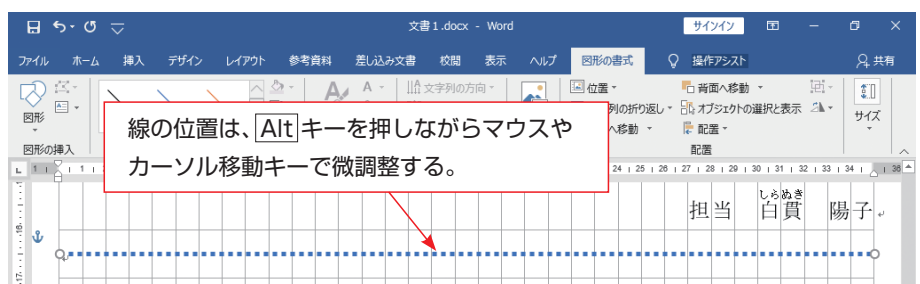 文書1.docx - Word
サインイン
ファイル ホーム 挿入 デザイン レイアウト 参考資料 差し込み文書 校閲 表示 ヘルプ 図形の書式 操作アシスト 共有
図形
A A 文字列の方向 位置 背面へ移動
列の折り返し オブジェクトの選択と表示
へ移動 配置
サイズ
図形の挿入 配置
線の位置は、Altキーを押しながらマウスや
カーソル移動キーで微調整する。
24 25 26 27 28 29 30 31 32 33 34 36
しらぬき
担当 白貫 陽子